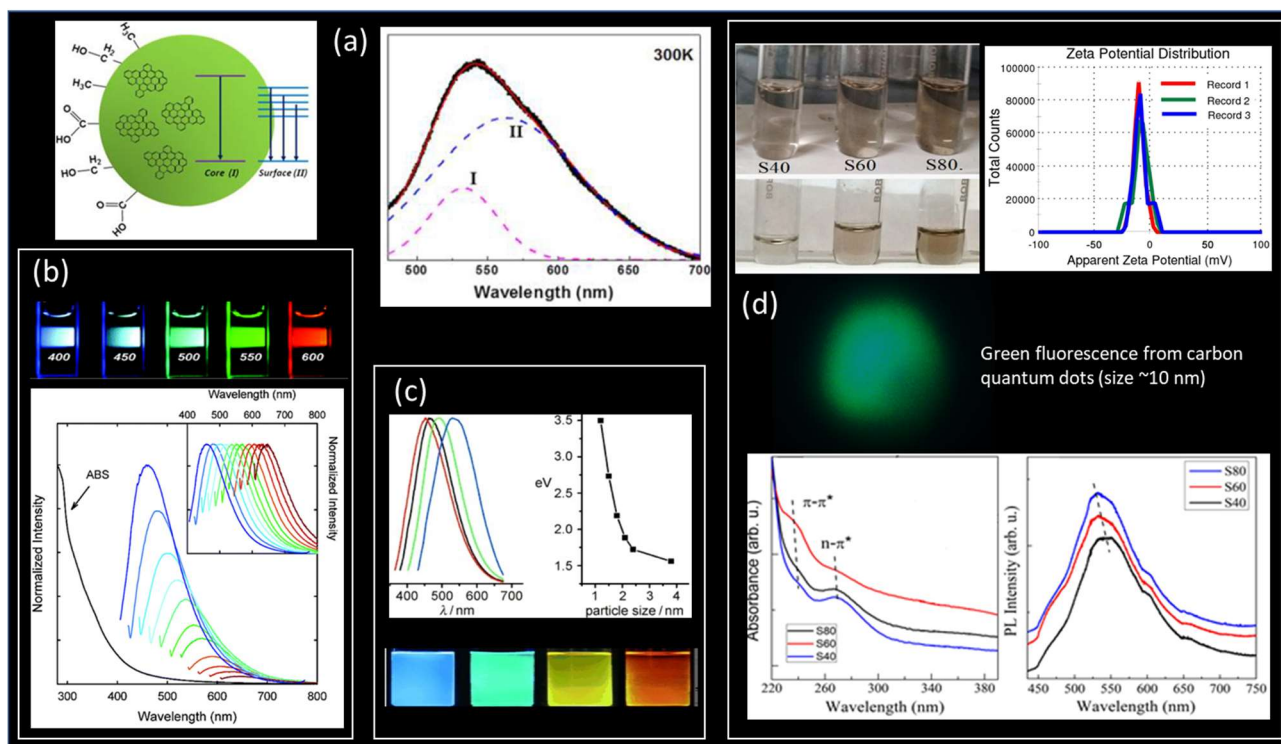 (a)
H₃C
CH₂
HO
H₃C
O
C
HO
H₂
HO
C
O
C
HO
Core (I)
Surface (II)
300K
II
I
500
550
600
650
700
Wavelength (nm)
S40
S60
S80.
Zeta Potential Distribution
Total Counts
100000
80000
60000
40000
20000
0
Record 1
Record 2
Record 3
-100
-50
0
50
100
Apparent Zeta Potential (mV)
(b)
400
450
500
550
600
Wavelength (nm)
400 500 600 700 800
Normalized Intensity
Normalized Intensity
ABS
300
400
500
600
700
800
Wavelength (nm)
(c)
400 500 600 700
λ / nm
eV
3.5
3.0
2.5
2.0
1.5
1
2
3
4
particle size / nm
(d)
Green fluorescence from carbon
quantum dots (size ~10 nm)
Absorbance (arb. u.)
π-π*
n-π*
S80
S60
S40
220
260
300
340
380
Wavelength (nm)
PL Intensity (arb. u.)
S80
S60
S40
450
500
550
600
650
700
750
Wavelength (nm)